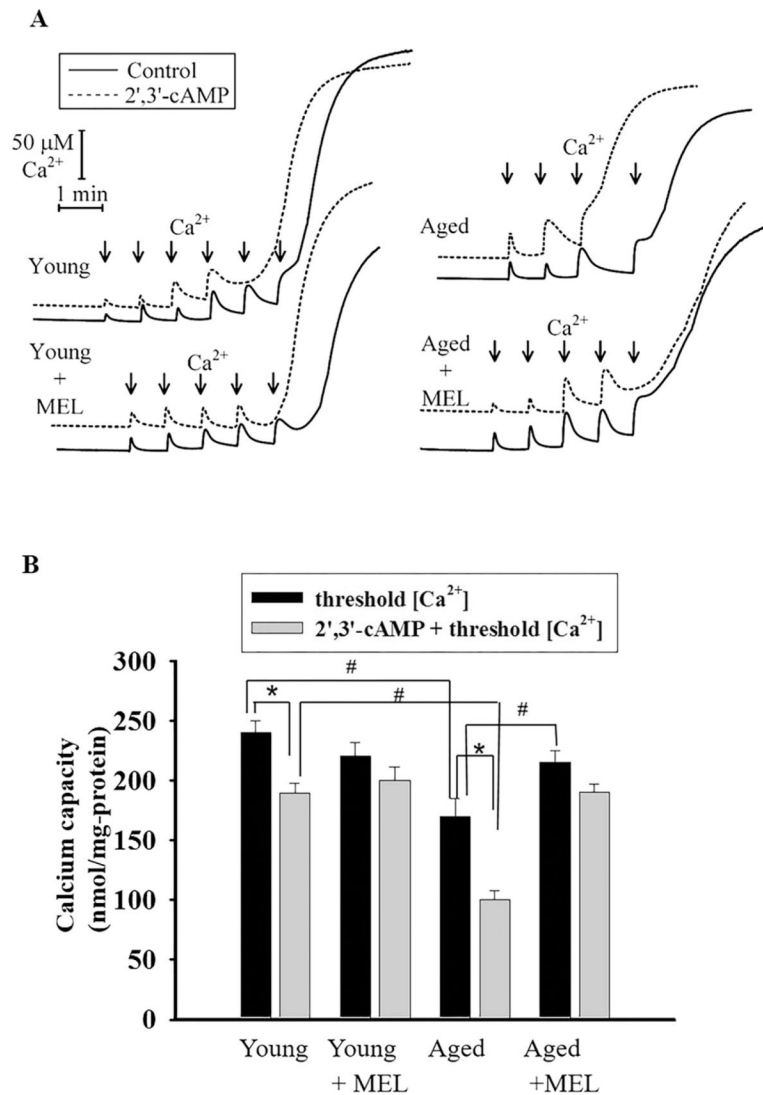 A
Control
2',3'-cAMP
50 μM
Ca²⁺
1 min
Ca²⁺
Young
Ca²⁺
Young
+
MEL
Ca²⁺
Aged
Ca²⁺
Aged
+
MEL
B
threshold [Ca²⁺]
2',3'-cAMP + threshold [Ca²⁺]
Calcium capacity
(nmol/mg-protein)
300
250
200
150
100
50
0
#
*
#
#
*
Young
Young
+ MEL
Aged
Aged
+MEL